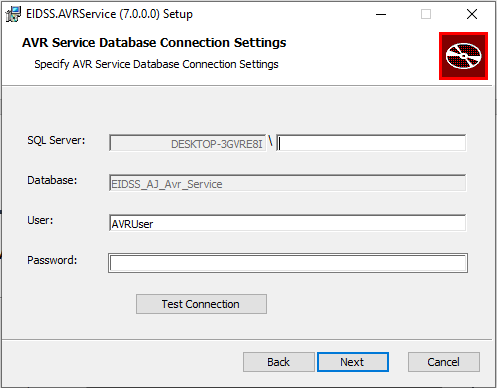 EIDSS.AVRService (7.0.0.0) Setup
AVR Service Database Connection Settings
Specify AVR Service Database Connection Settings
SQL Server: DESKTOP-3GVRE8I \
Database: EIDSS_AJ_Avr_Service
User: AVRUser
Password:
Test Connection
Back Next Cancel